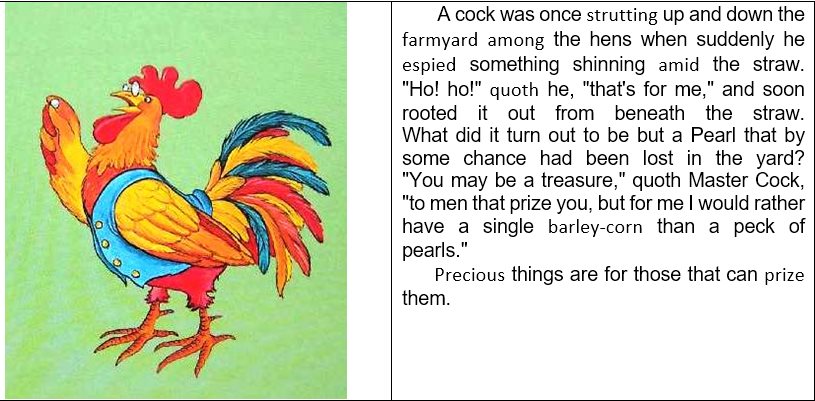 A cock was once strutting up and down the
farmyard among the hens when suddenly he
espied something shinning amid the straw.
"Ho! ho!" quoth he, "that's for me," and soon
rooted it out from beneath the straw.
What did it turn out to be but a Pearl that by
some chance had been lost in the yard?
"You may be a treasure," quoth Master Cock,
"to men that prize you, but for me I would rather
have a single barley-corn than a peck of
pearls."
Precious things are for those that can prize
them.